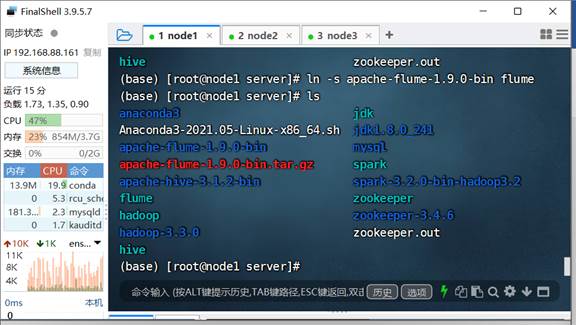 FinalShell 3.9.5.7
同步状态
IP 192.168.88.161 复制
系统信息
运行 15 分
负载 1.73, 1.35, 0.90
CPU 47%
内存 23% 854M/3.7G
交换 0% 0/2G
内存 CPU 命令
13.9M 19.9 conda
0 5.3 rcu_sche
181.3... 2.3 mysqld
0 1.7 kauditd
10K 1K ens...
11K
8K
4K
0ms 本机
0
1 node1
2 node2
3 node3
hive zookeeper.out
(base) [root@node1 server]# ln -s apache-flume-1.9.0-bin flume
(base) [root@node1 server]# ls
anaconda3 jdk
Anaconda3-2021.05-Linux-x86_64.sh jdk1.8.0_241
apache-flume-1.9.0-bin mysql
apache-flume-1.9.0-bin.tar.gz spark
apache-hive-3.1.2-bin spark-3.2.0-bin-hadoop3.2
flume zookeeper
hadoop zookeeper-3.4.6
hadoop-3.3.0 zookeeper.out
hive
(base) [root@node1 server]#
命令输入 (按ALT键提示历史,TAB键路径,ESC键返回,双击 历史 选项